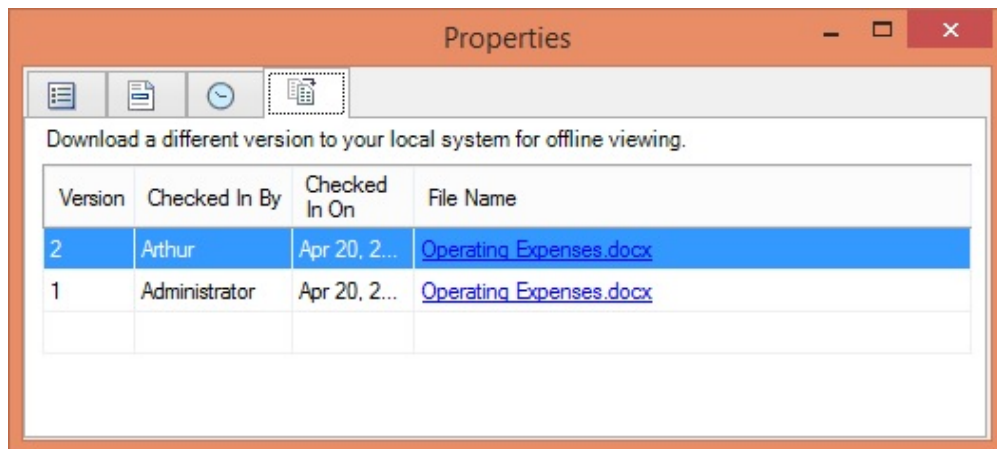 Properties
Download a different version to your local system for offline viewing.
Version Checked In By Checked In On File Name
2 Arthur Apr 20, 2... Operating Expenses.docx
1 Administrator Apr 20, 2... Operating Expenses.docx